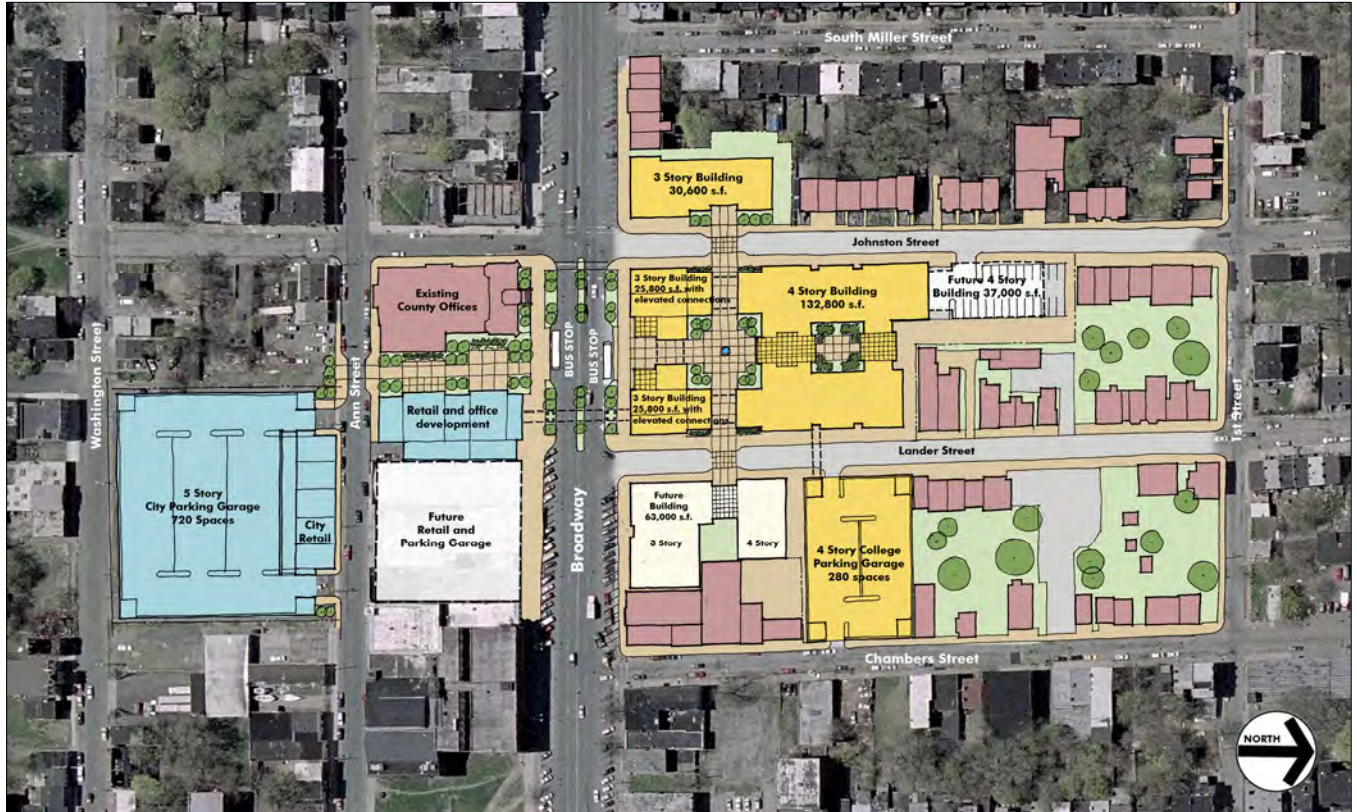 South Miller Street
3 Story Building
30,600 s.f.
Johnston Street
Existing
County Offices
BUS STOP
BUS STOP
3 Story Building
25,800 s.f. with
elevated connections
4 Story Building
132,800 s.f.
Future 4 Story
Building 37,000 s.f.
Washington Street
Ann Street
Retail and office
development
3 Story Building
25,800 s.f. with
elevated connections
Lander Street
1st Street
5 Story
City Parking Garage
720 Spaces
City
Retail
Future
Retail and
Parking Garage
Broadway
Future
Building
63,000 s.f.
3 Story
4 Story
4 Story College
Parking Garage
280 spaces
Chambers Street
NORTH